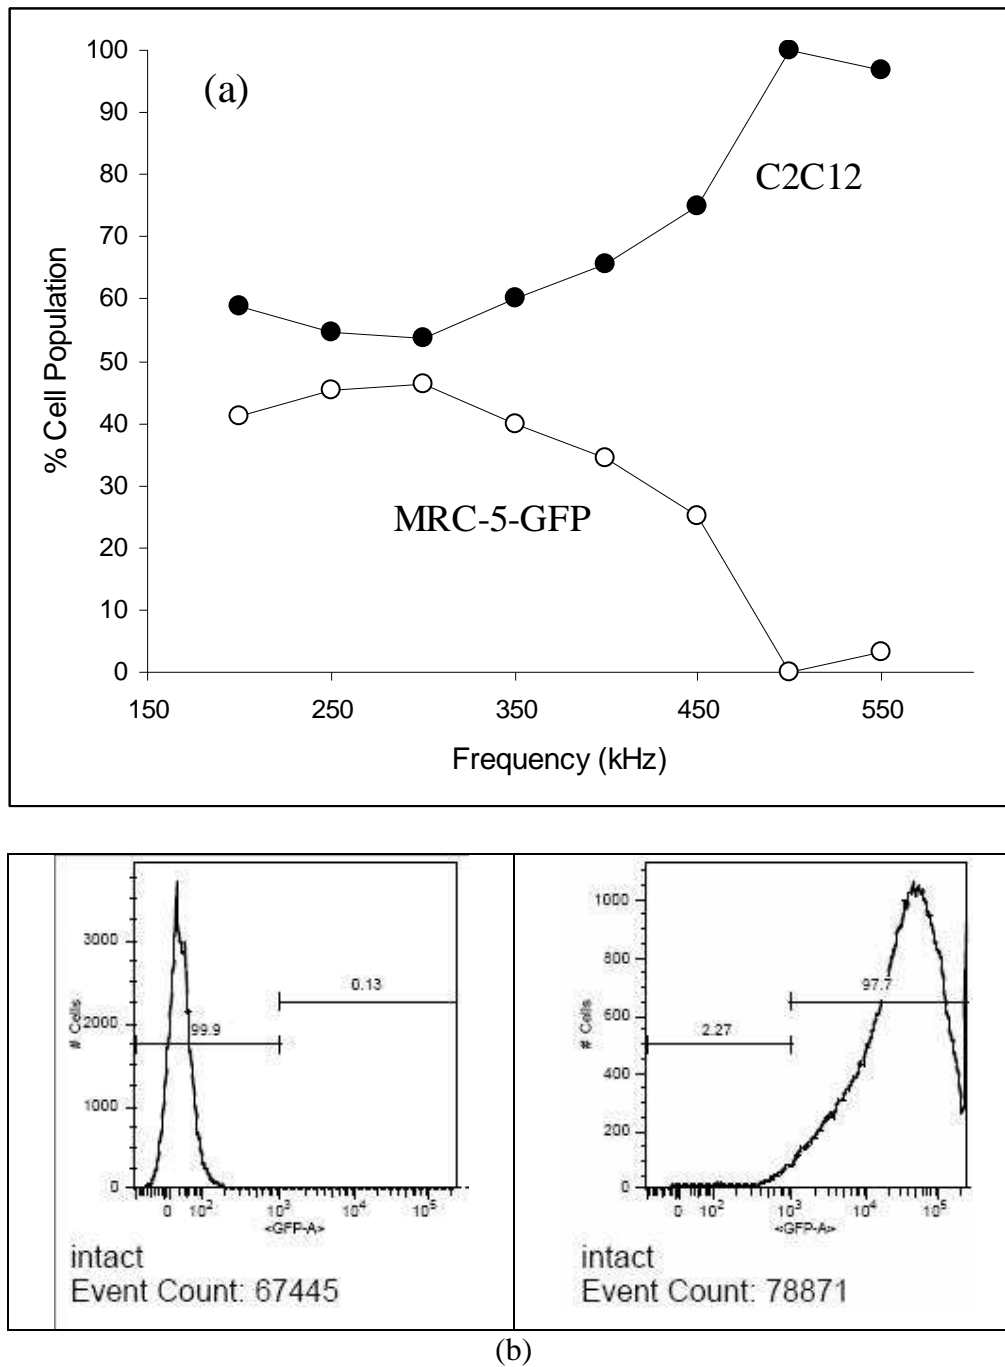 (a)
100
90
80
70
60
50
40
30
20
10
0
% Cell Population
C2C12
MRC-5-GFP
150 250 350 450 550
Frequency (kHz)
3000
2000
1000
0
# Cells
0.13
99.9
0 10² 10³ 10⁴ 10⁵
<GFP-A>
intact
Event Count: 67445
1000
800
600
400
200
0
# Cells
97.7
2.27
0 10² 10³ 10⁴ 10⁵
<GFP-A>
intact
Event Count: 78871
(b)